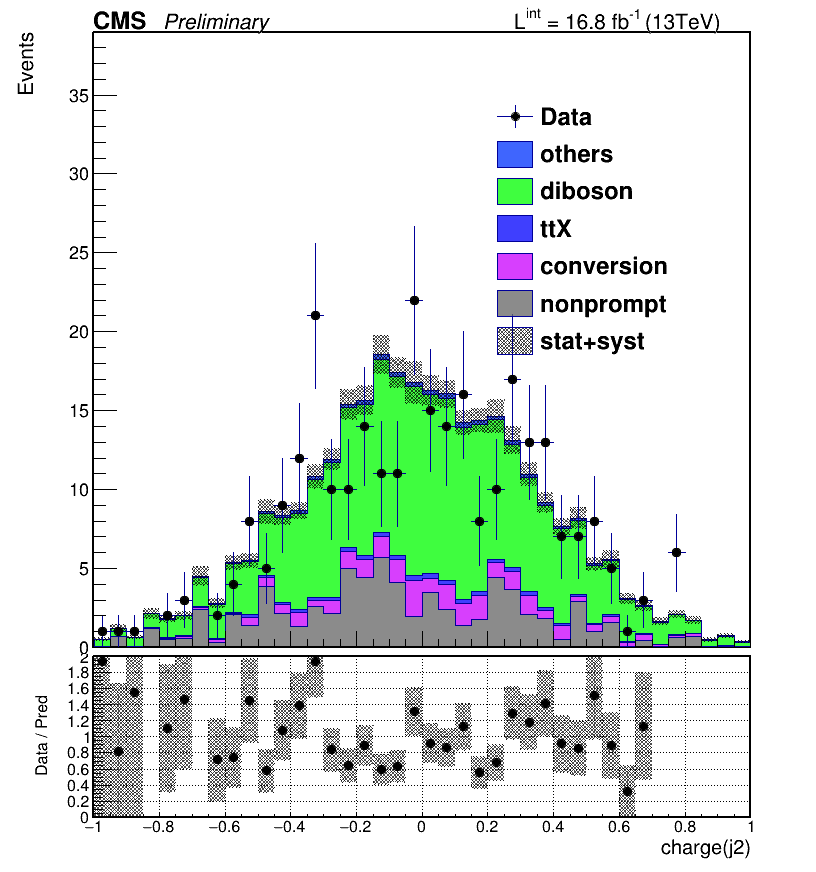 CMS Preliminary L^int = 16.8 fb^-1 (13TeV)
Events
35
30
25
20
15
10
5
0
Data
others
diboson
ttX
conversion
nonprompt
stat+syst
Data / Pred
2
1.8
1.6
1.4
1.2
1
0.8
0.6
0.4
0.2
0
−1 −0.8 −0.6 −0.4 −0.2 0 0.2 0.4 0.6 0.8 1
charge(j2)